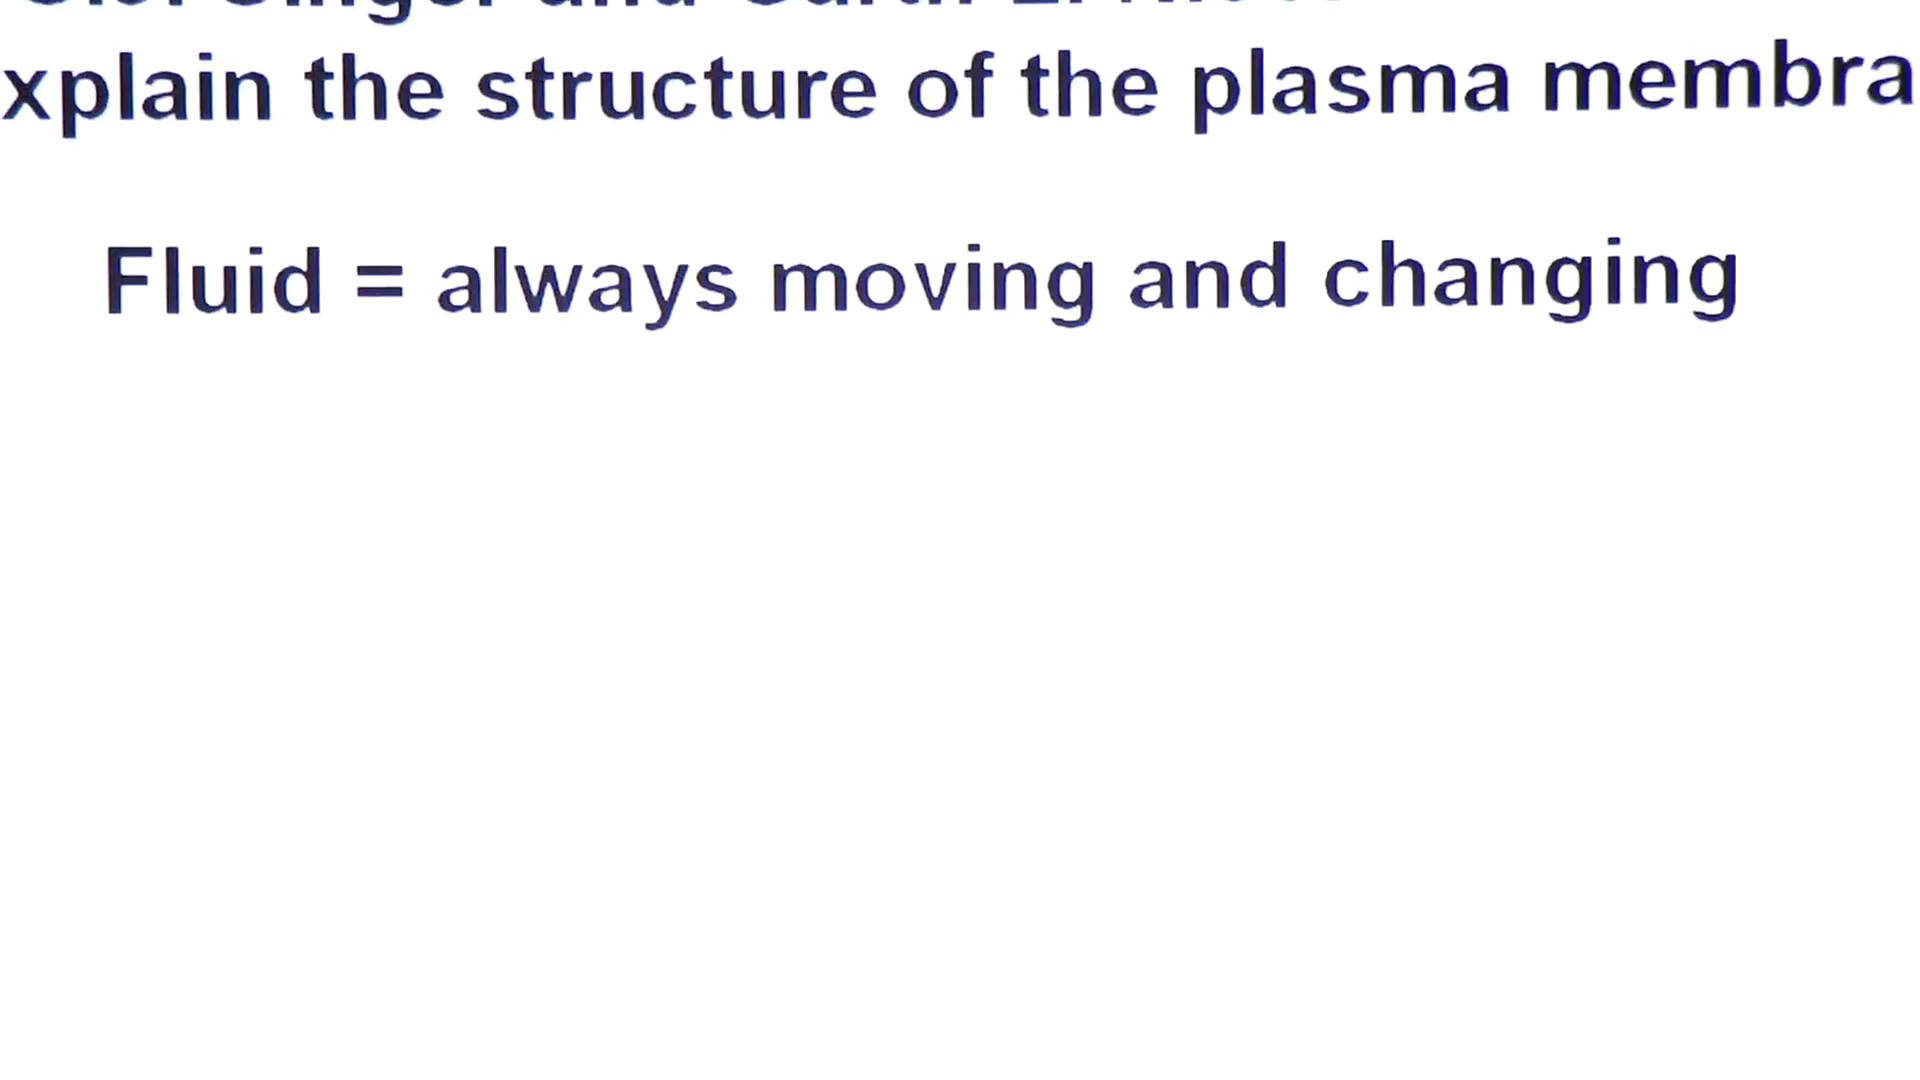 xplain the structure of the plasma membra
Fluid = always moving and changing